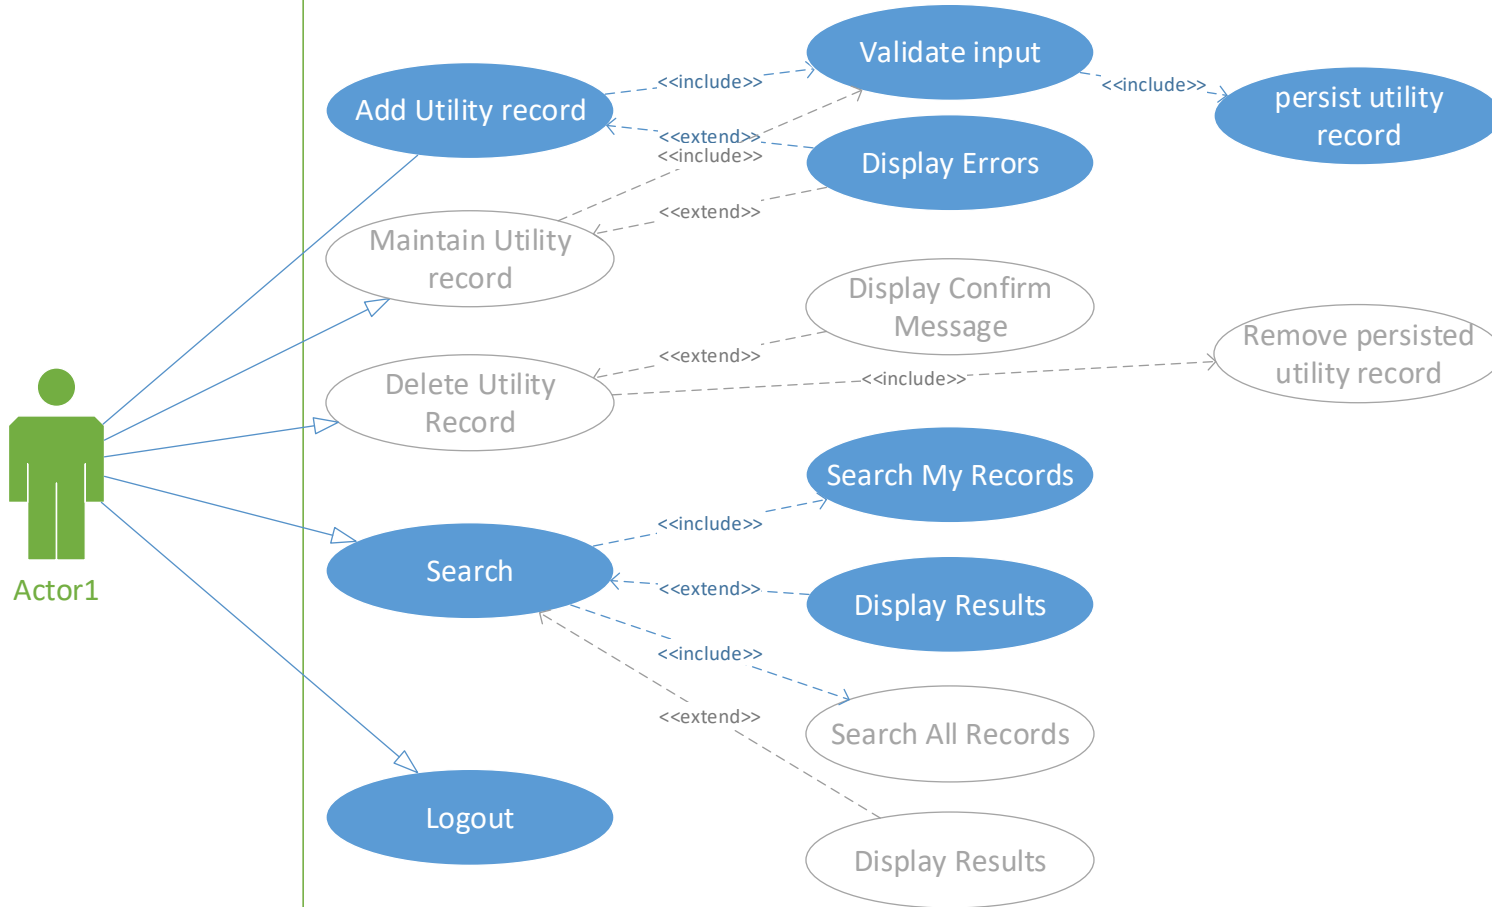 Validate input
<<include>>
<<include>>
persist utility
record
Add Utility record
<<extend>>
<<include>>
Display Errors
<<extend>>
Maintain Utility
record
Display Confirm
Message
Remove persisted
utility record
<<extend>>
<<include>>
Delete Utility
Record
Search My Records
<<include>>
Search
<<extend>>
Display Results
Actor1
<<include>>
<<extend>>
Search All Records
Logout
Display Results